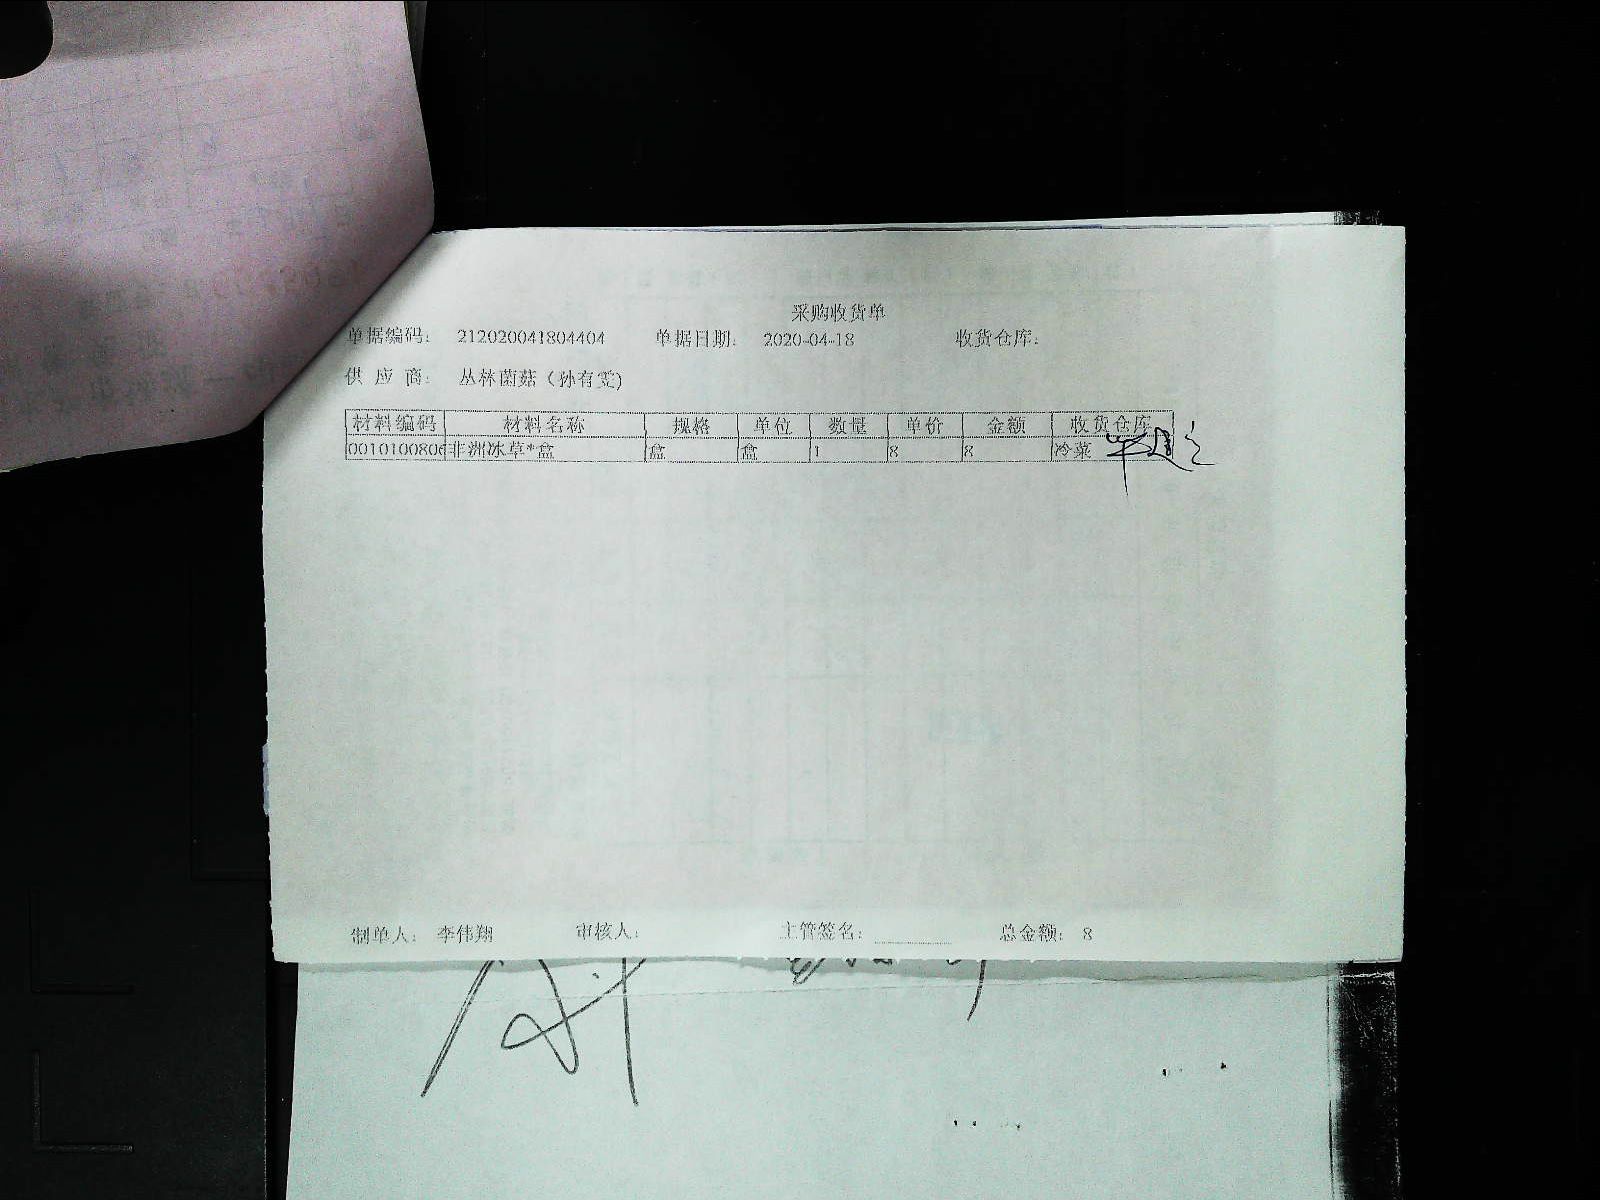 采购收货单
单据编码: 212020041804404 单据日期: 2020-04-18 收货仓库:
供 应 商: 丛林菌菇（孙有雯)
材料编码 材料名称 规格 单位 数量 单价 金额 收货仓库
0010100806 非洲冰草*盒 盒 盒 1 8 8 冷菜
制单人: 李伟翔 审核人: 主管签名: 总金额: 8